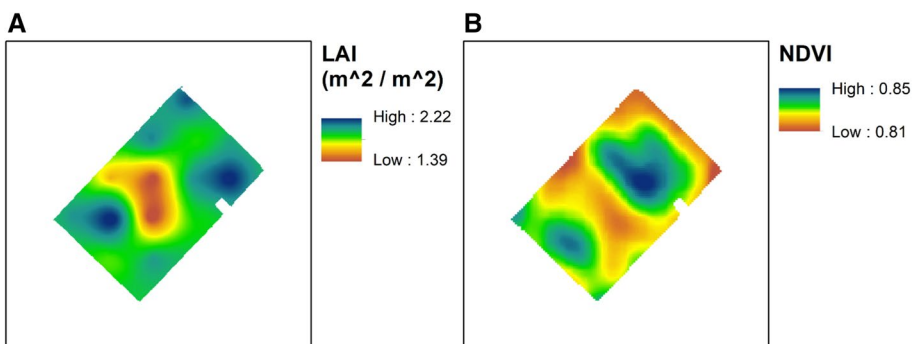 A
LAI
(m^2 / m^2)
High : 2.22
Low : 1.39
B
NDVI
High : 0.85
Low : 0.81